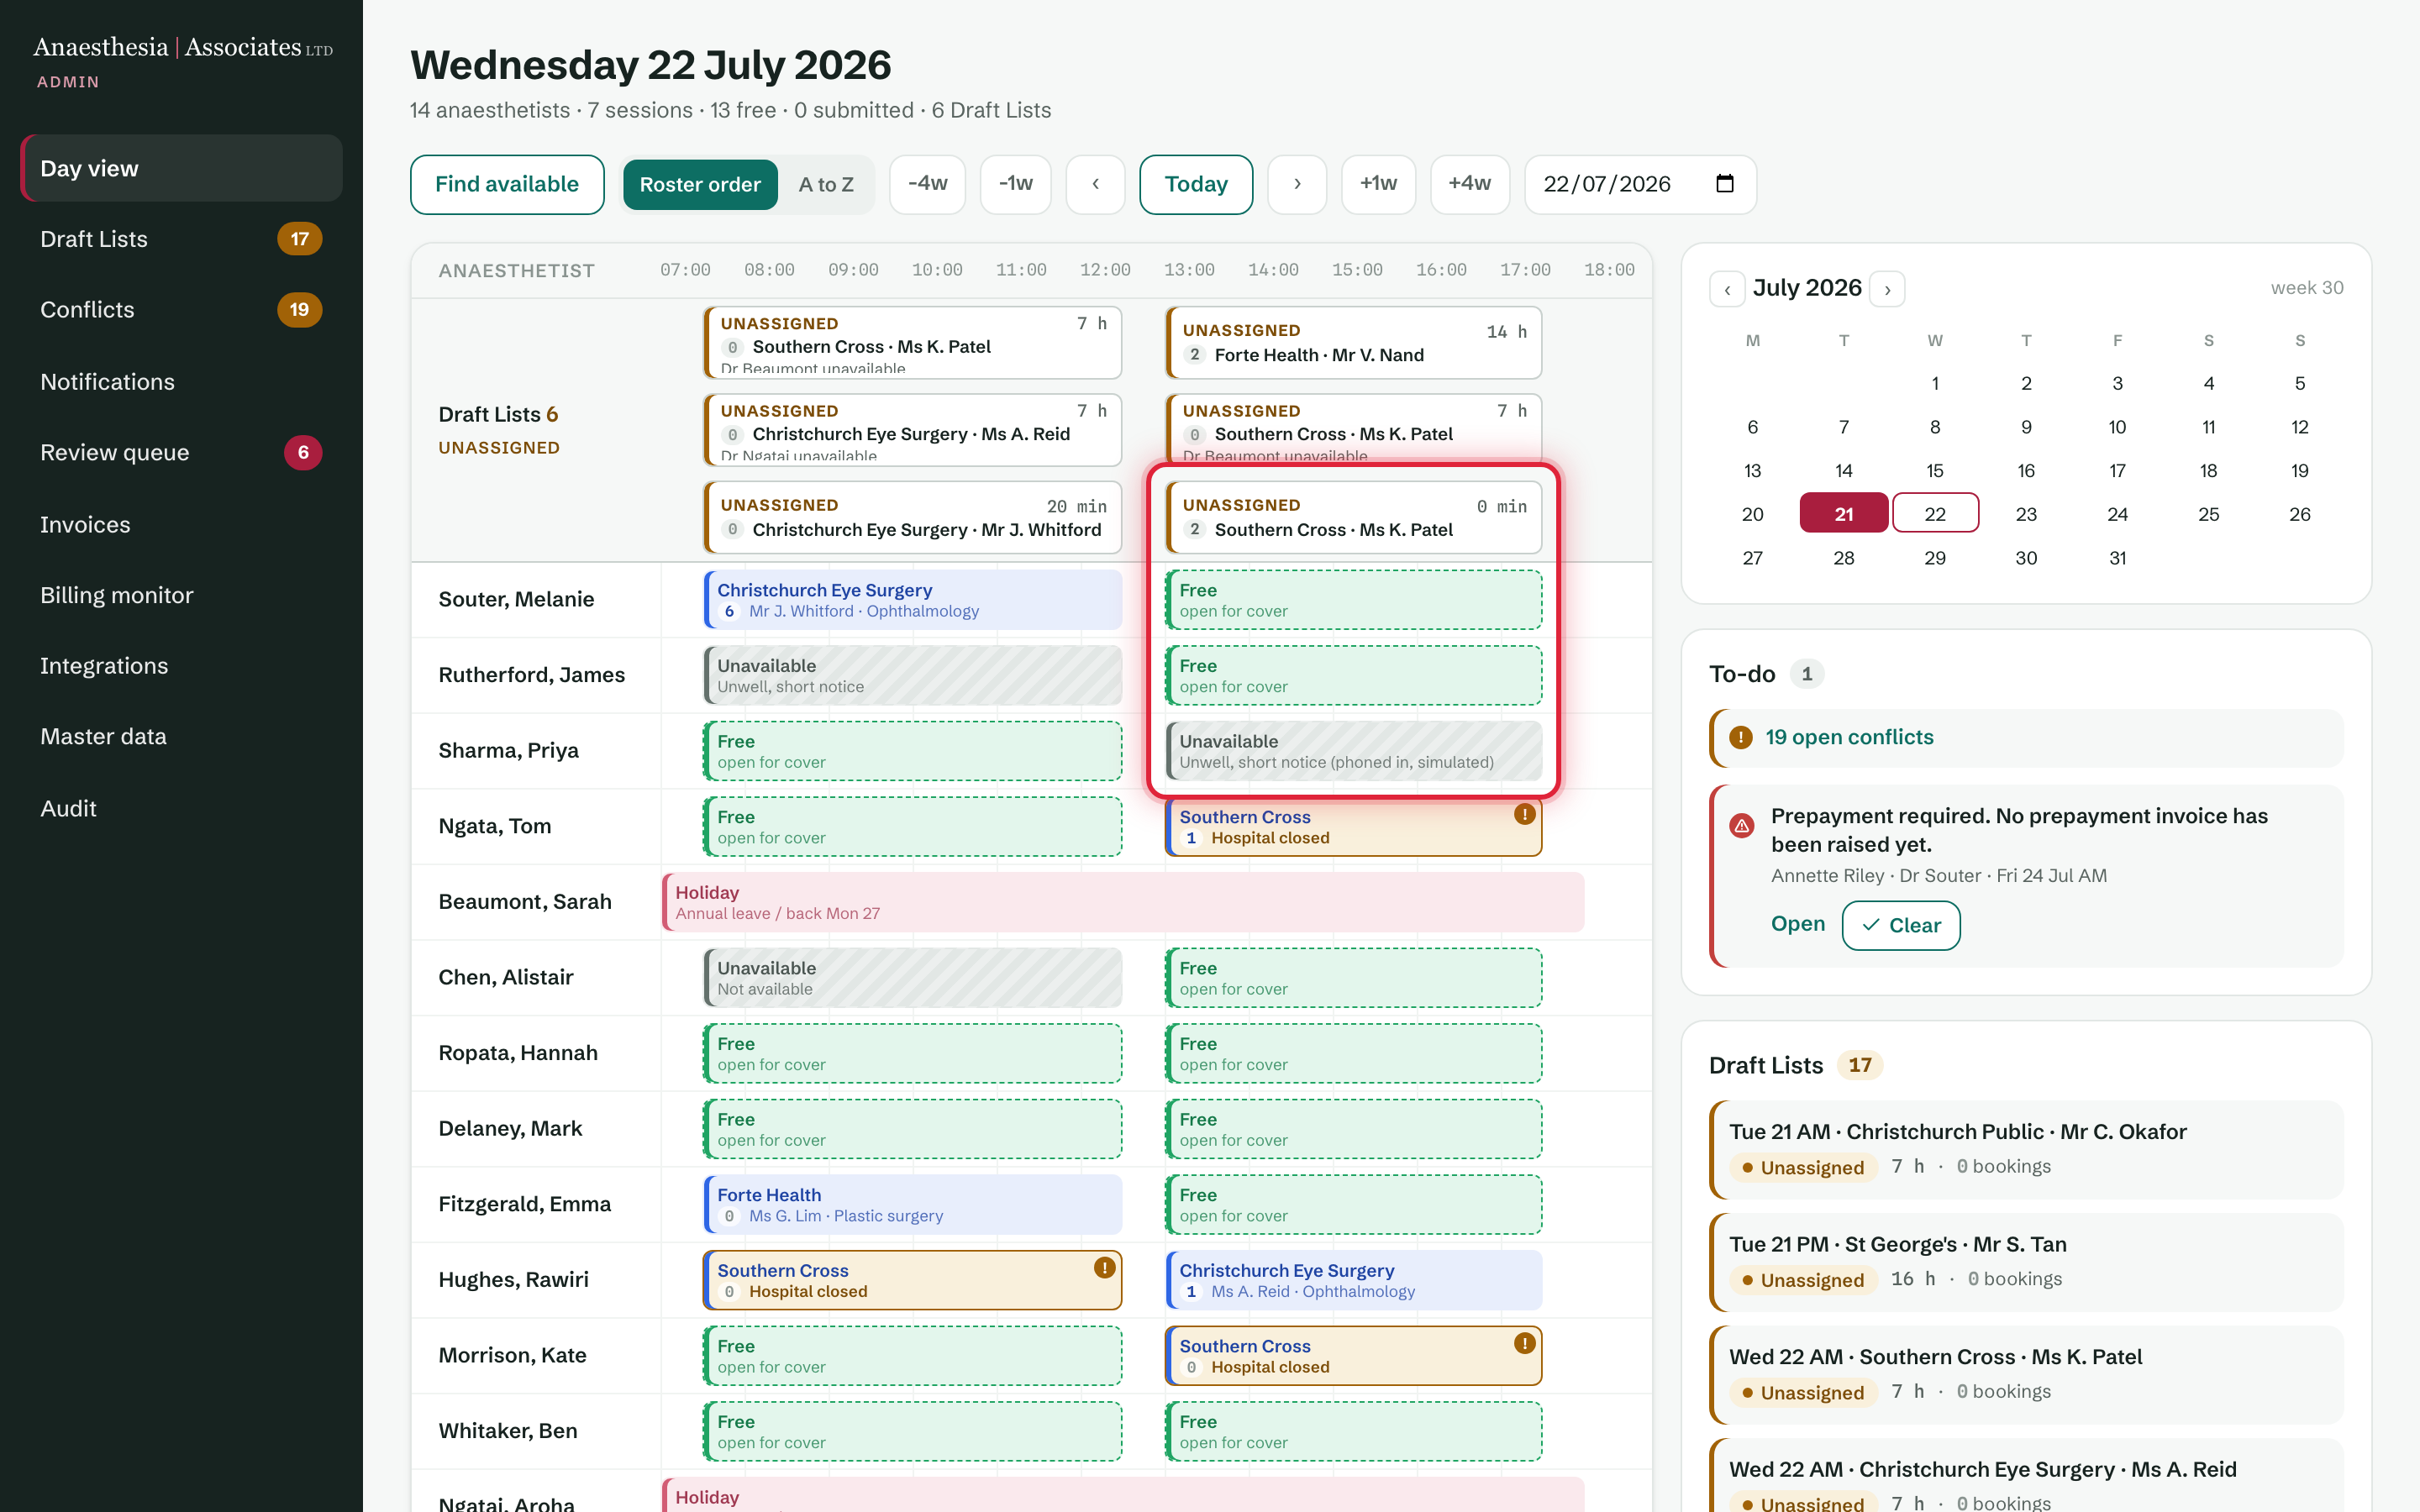 Anaesthesia | Associates LTD
ADMIN
Day view
Draft Lists 17
Conflicts 19
Notifications
Review queue 6
Invoices
Billing monitor
Integrations
Master data
Audit
Wednesday 22 July 2026
14 anaesthetists · 7 sessions · 13 free · 0 submitted · 6 Draft Lists
Find available
Roster order A to Z
-4w
-1w
‹
Today
›
+1w
+4w
22/07/2026
ANAESTHETIST 07:00 08:00 09:00 10:00 11:00 12:00 13:00 14:00 15:00 16:00 17:00 18:00
Draft Lists 6
UNASSIGNED
UNASSIGNED 7 h
0 Southern Cross · Ms K. Patel
Dr Beaumont unavailable
UNASSIGNED 14 h
2 Forte Health · Mr V. Nand
UNASSIGNED 7 h
0 Christchurch Eye Surgery · Ms A. Reid
Dr Ngatai unavailable
UNASSIGNED 7 h
0 Southern Cross · Ms K. Patel
Dr Beaumont unavailable
UNASSIGNED 20 min
0 Christchurch Eye Surgery · Mr J. Whitford
UNASSIGNED 0 min
2 Southern Cross · Ms K. Patel
Souter, Melanie
Christchurch Eye Surgery
6 Mr J. Whitford · Ophthalmology
Free
open for cover
Rutherford, James
Unavailable
Unwell, short notice
Free
open for cover
Sharma, Priya
Free
open for cover
Unavailable
Unwell, short notice (phoned in, simulated)
Ngata, Tom
Free
open for cover
Southern Cross !
1 Hospital closed
Beaumont, Sarah
Holiday
Annual leave / back Mon 27
Chen, Alistair
Unavailable
Not available
Free
open for cover
Ropata, Hannah
Free
open for cover
Free
open for cover
Delaney, Mark
Free
open for cover
Free
open for cover
Fitzgerald, Emma
Forte Health
0 Ms G. Lim · Plastic surgery
Free
open for cover
Hughes, Rawiri
Southern Cross !
0 Hospital closed
Christchurch Eye Surgery
1 Ms A. Reid · Ophthalmology
Morrison, Kate
Free
open for cover
Southern Cross !
0 Hospital closed
Whitaker, Ben
Free
open for cover
Free
open for cover
Ngatai, Aroha
Holiday
‹ July 2026 › week 30
M T W T F S S
1 2 3 4 5
6 7 8 9 10 11 12
13 14 15 16 17 18 19
20 21 22 23 24 25 26
27 28 29 30 31
To-do 1
! 19 open conflicts
Prepayment required. No prepayment invoice has
been raised yet.
Annette Riley · Dr Souter · Fri 24 Jul AM
Open ✓ Clear
Draft Lists 17
Tue 21 AM · Christchurch Public · Mr C. Okafor
Unassigned 7 h · 0 bookings
Tue 21 PM · St George's · Mr S. Tan
Unassigned 16 h · 0 bookings
Wed 22 AM · Southern Cross · Ms K. Patel
Unassigned 7 h · 0 bookings
Wed 22 AM · Christchurch Eye Surgery · Ms A. Reid
Unassigned 7 h · 0 bookings